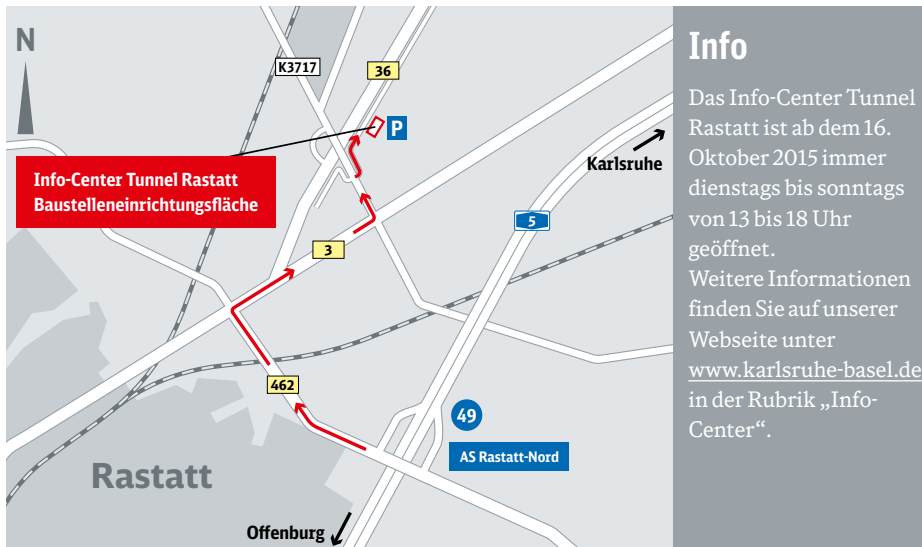 N
K3717
36
P
Info-Center Tunnel Rastatt
Baustelleneinrichtungsfläche
Karlsruhe
5
3
462
49
AS Rastatt-Nord
Rastatt
Offenburg
Info
Das Info-Center Tunnel
Rastatt ist ab dem 16.
Oktober 2015 immer
dienstags bis sonntags
von 13 bis 18 Uhr
geöffnet.
Weitere Informationen
finden Sie auf unserer
Webseite unter
www.karlsruhe-basel.de
in der Rubrik „Info-
Center“.